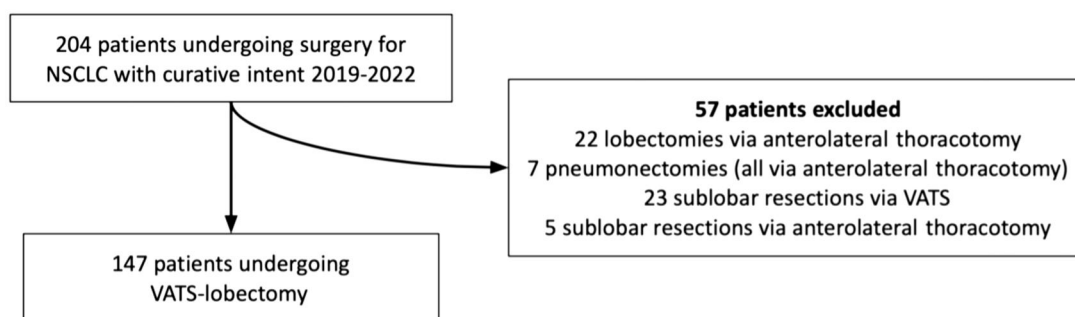 204 patients undergoing surgery for
NSCLC with curative intent 2019-2022
57 patients excluded
22 lobectomies via anterolateral thoracotomy
7 pneumonectomies (all via anterolateral thoracotomy)
23 sublobar resections via VATS
5 sublobar resections via anterolateral thoracotomy
147 patients undergoing
VATS-lobectomy